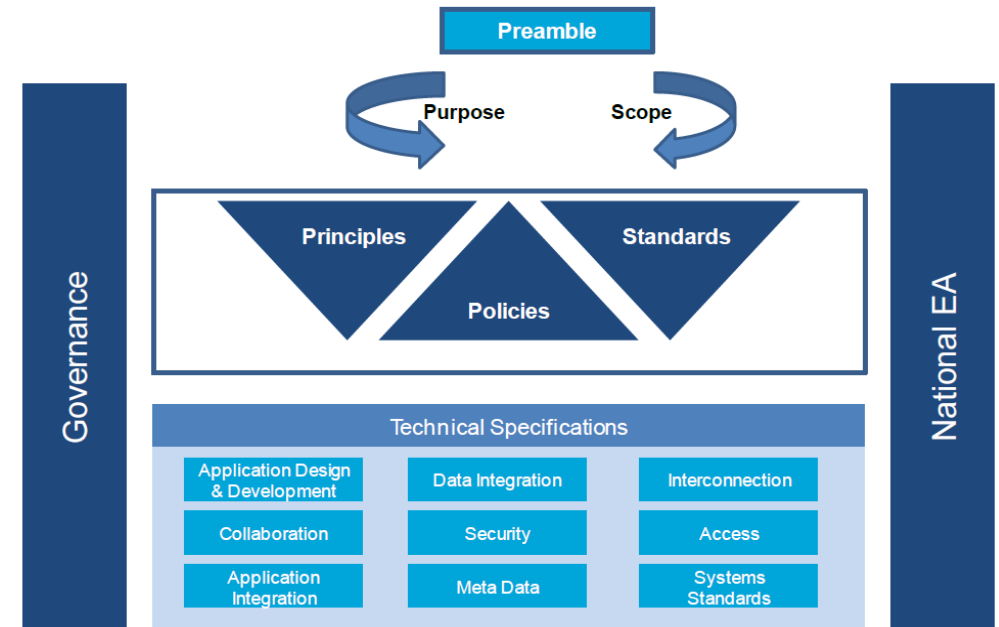 Preamble
Purpose
Scope
Governance
National EA
Principles
Standards
Policies
Technical Specifications
Application Design
& Development
Data Integration
Interconnection
Collaboration
Security
Access
Application
Integration
Meta Data
Systems
Standards